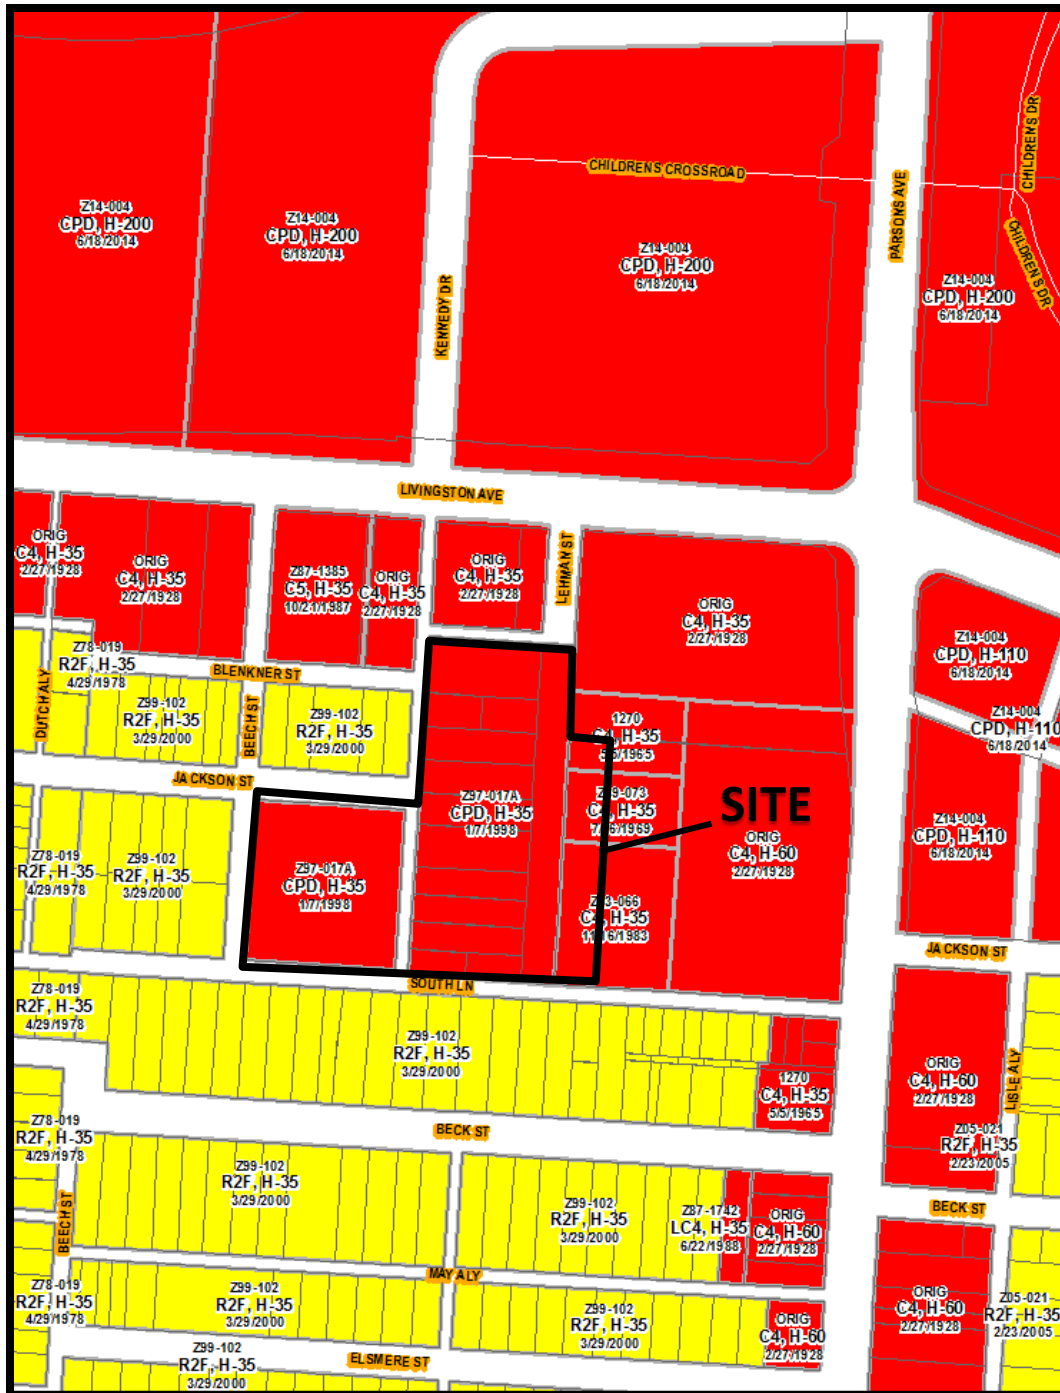 CHILDRENS DR
CHILDRENS CROSSROAD
PARSONS AVE
CHILDRENS DR
Z14-004
CPD, H-200
6/18/2014
Z14-004
CPD, H-200
6/18/2014
Z14-004
CPD, H-200
6/18/2014
Z14-004
CPD, H-200
6/18/2014
KENNEDY DR
LIVINGSTON AVE
ORIG
C4, H-35
2/27/1928
ORIG
C4, H-35
2/27/1928
Z87-1385
C5, H-35
10/21/1987
ORIG
C4, H-35
2/27/1928
ORIG
C4, H-35
2/27/1928
LEHMAN ST
ORIG
C4, H-35
2/27/1928
Z14-004
CPD, H-110
6/18/2014
Z14-004
CPD, H-110
6/18/2014
Z78-019
R2F, H-35
4/29/1978
BLENKNER ST
DUTCH ALY
Z99-102
R2F, H-35
3/29/2000
BEECH ST
Z99-102
R2F, H-35
3/29/2000
1270
C4, H-35
5/5/1965
JACKSON ST
Z97-017A
CPD, H-35
1/7/1998
C4, H-35
SITE
ORIG
C4, H-60
2/27/1928
Z14-004
CPD, H-110
6/18/2014
Z78-019
R2F, H-35
4/29/1978
Z99-102
R2F, H-35
3/29/2000
Z97-017A
CPD, H-35
1/7/1998
C4, H-35
JACKSON ST
SOUTH LN
Z78-019
R2F, H-35
4/29/1978
Z99-102
R2F, H-35
3/29/2000
1270
C4, H-35
5/5/1965
ORIG
C4, H-60
2/27/1928
LISLE ALY
Z05-021
R2F, H-35
2/23/2005
Z78-019
R2F, H-35
4/29/1978
BECK ST
Z99-102
R2F, H-35
3/29/2000
BEECH ST
Z99-102
R2F, H-35
3/29/2000
Z87-1742
LC4, H-35
6/22/1988
ORIG
C4, H-60
2/27/1928
BECK ST
MAY ALY
Z78-019
R2F, H-35
4/29/1978
Z99-102
R2F, H-35
3/29/2000
Z99-102
R2F, H-35
3/29/2000
ORIG
C4, H-60
2/27/1928
ORIG
C4, H-60
2/27/1928
Z05-021
R2F, H-35
2/23/2005
Z99-102
R2F, H-35
3/29/2000
ELSMERE ST